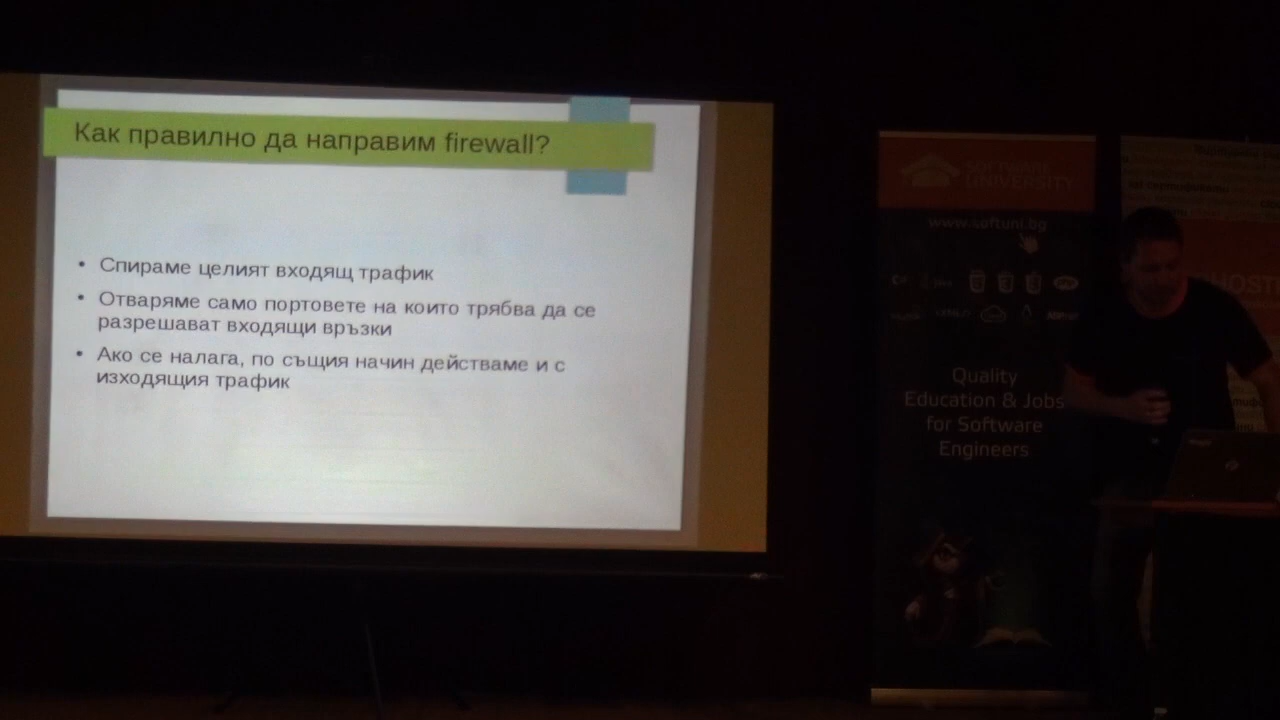 Как правилно да направим firewall?
• Спираме целият входящ трафик
• Отваряме само портовете на които трябва да се
разрешават входящи връзки
• Ако се налага, по същия начин действаме и с
изходящия трафик
SOFTWARE
UNIVERSITY
www.softuni.bg
Quality
Education & Jobs
for Software
Engineers